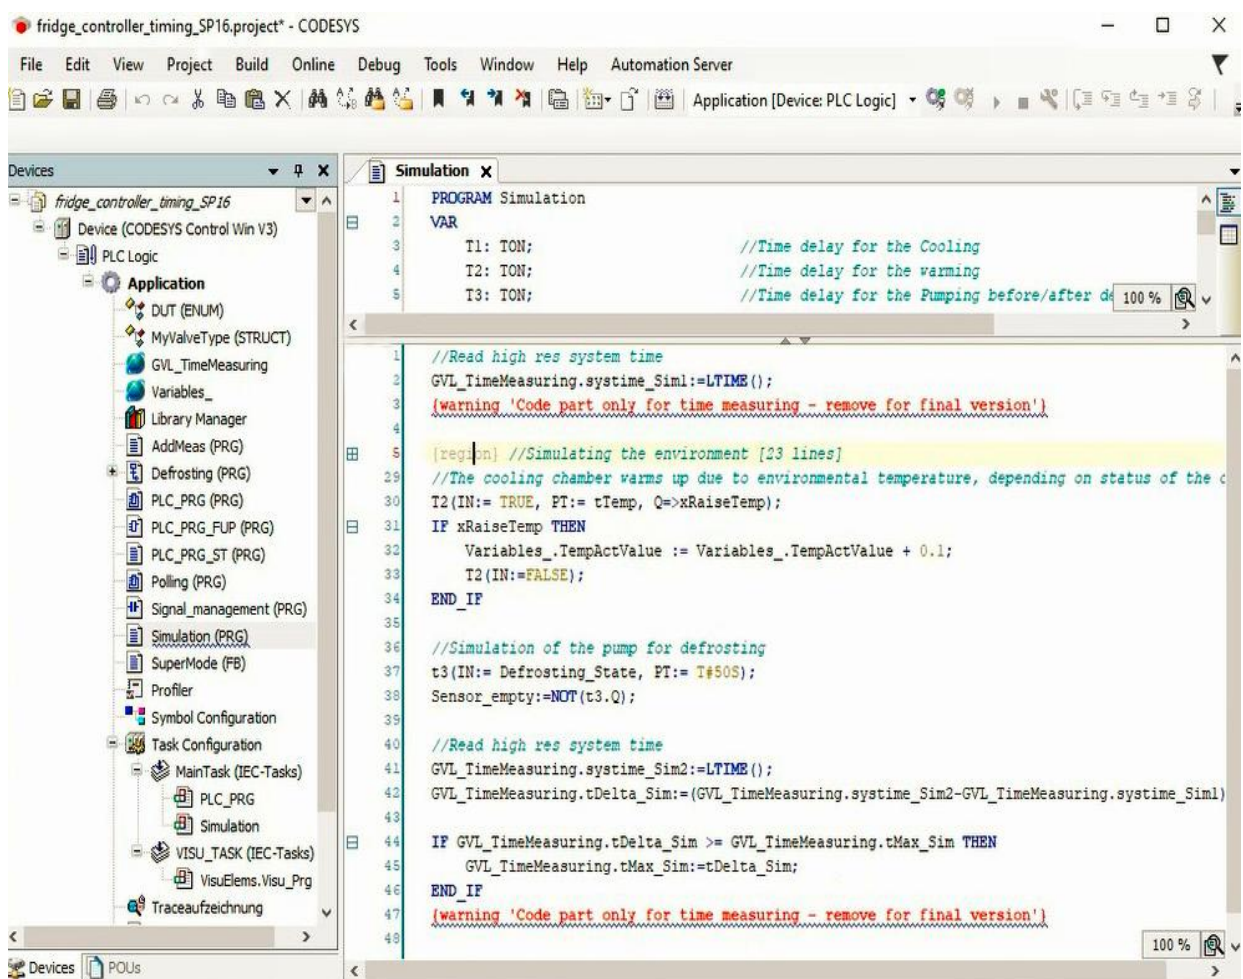 fridge_controller_timing_SP16.project* - CODESYS
File Edit View Project Build Online Debug Tools Window Help Automation Server
Application [Device: PLC Logic]
Devices
fridge_controller_timing_SP16
Device (CODESYS Control Win V3)
PLC Logic
Application
DUT (ENUM)
MyValveType (STRUCT)
GVL_TimeMeasuring
Variables_
Library Manager
AddMeas (PRG)
Defrosting (PRG)
PLC_PRG (PRG)
PLC_PRG_FUP (PRG)
PLC_PRG_ST (PRG)
Polling (PRG)
Signal_management (PRG)
Simulation (PRG)
SuperMode (FB)
Profiler
Symbol Configuration
Task Configuration
MainTask (IEC-Tasks)
PLC_PRG
Simulation
VISU_TASK (IEC-Tasks)
VisuElems.Visu_Prg
Traceaufzeichnung
Devices POUs
Simulation
1 PROGRAM Simulation
2 VAR
3 T1: TON; //Time delay for the Cooling
4 T2: TON; //Time delay for the warming
5 T3: TON; //Time delay for the Pumping before/after de
100 %
1 //Read high res system time
2 GVL_TimeMeasuring.systime_Sim1:=LTIME();
3 {warning 'Code part only for time measuring - remove for final version'}
4
5 {region} //Simulating the environment [23 lines]
29 //The cooling chamber warms up due to environmental temperature, depending on status of the c
30 T2(IN:= TRUE, PT:= tTemp, Q=>xRaiseTemp);
31 IF xRaiseTemp THEN
32 Variables_.TempActValue := Variables_.TempActValue + 0.1;
33 T2(IN:=FALSE);
34 END_IF
35
36 //Simulation of the pump for defrosting
37 t3(IN:= Defrosting_State, PT:= T#50S);
38 Sensor_empty:=NOT(t3.Q);
39
40 //Read high res system time
41 GVL_TimeMeasuring.systime_Sim2:=LTIME();
42 GVL_TimeMeasuring.tDelta_Sim:=(GVL_TimeMeasuring.systime_Sim2-GVL_TimeMeasuring.systime_Sim1)
43
44 IF GVL_TimeMeasuring.tDelta_Sim >= GVL_TimeMeasuring.tMax_Sim THEN
45 GVL_TimeMeasuring.tMax_Sim:=tDelta_Sim;
46 END_IF
47 {warning 'Code part only for time measuring - remove for final version'}
48
100 %